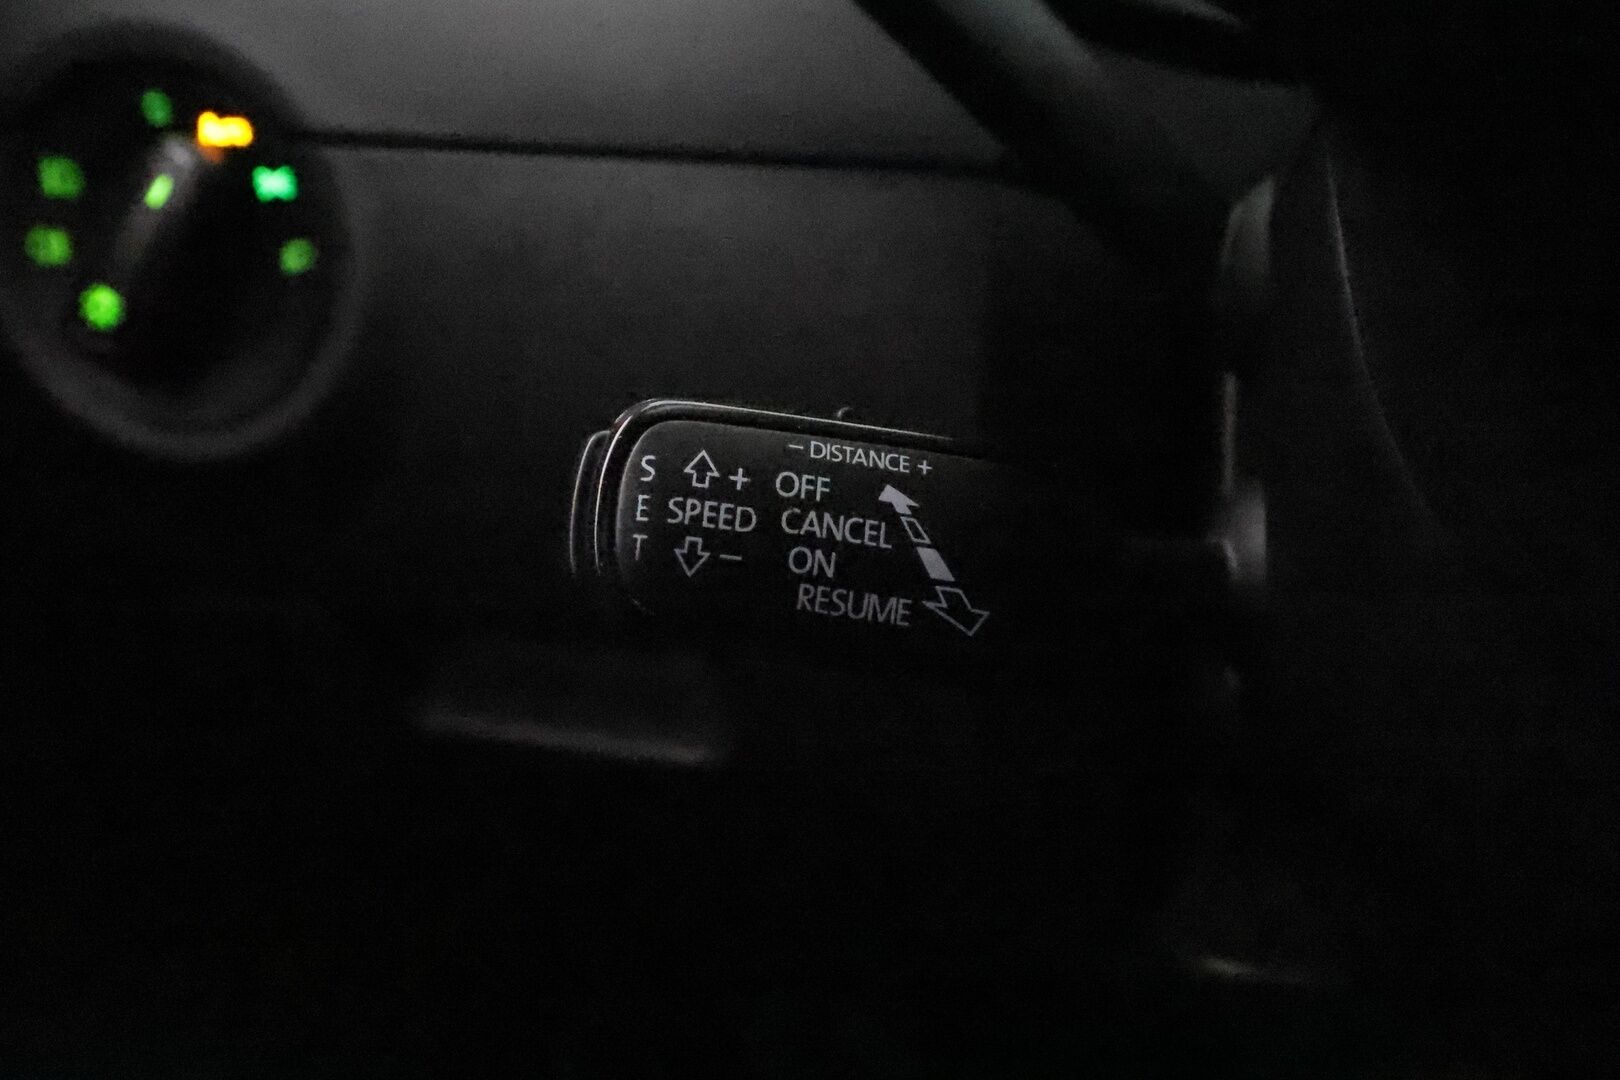 – DISTANCE +
S
E
T
+
SPEED
–
OFF
CANCEL
ON
RESUME